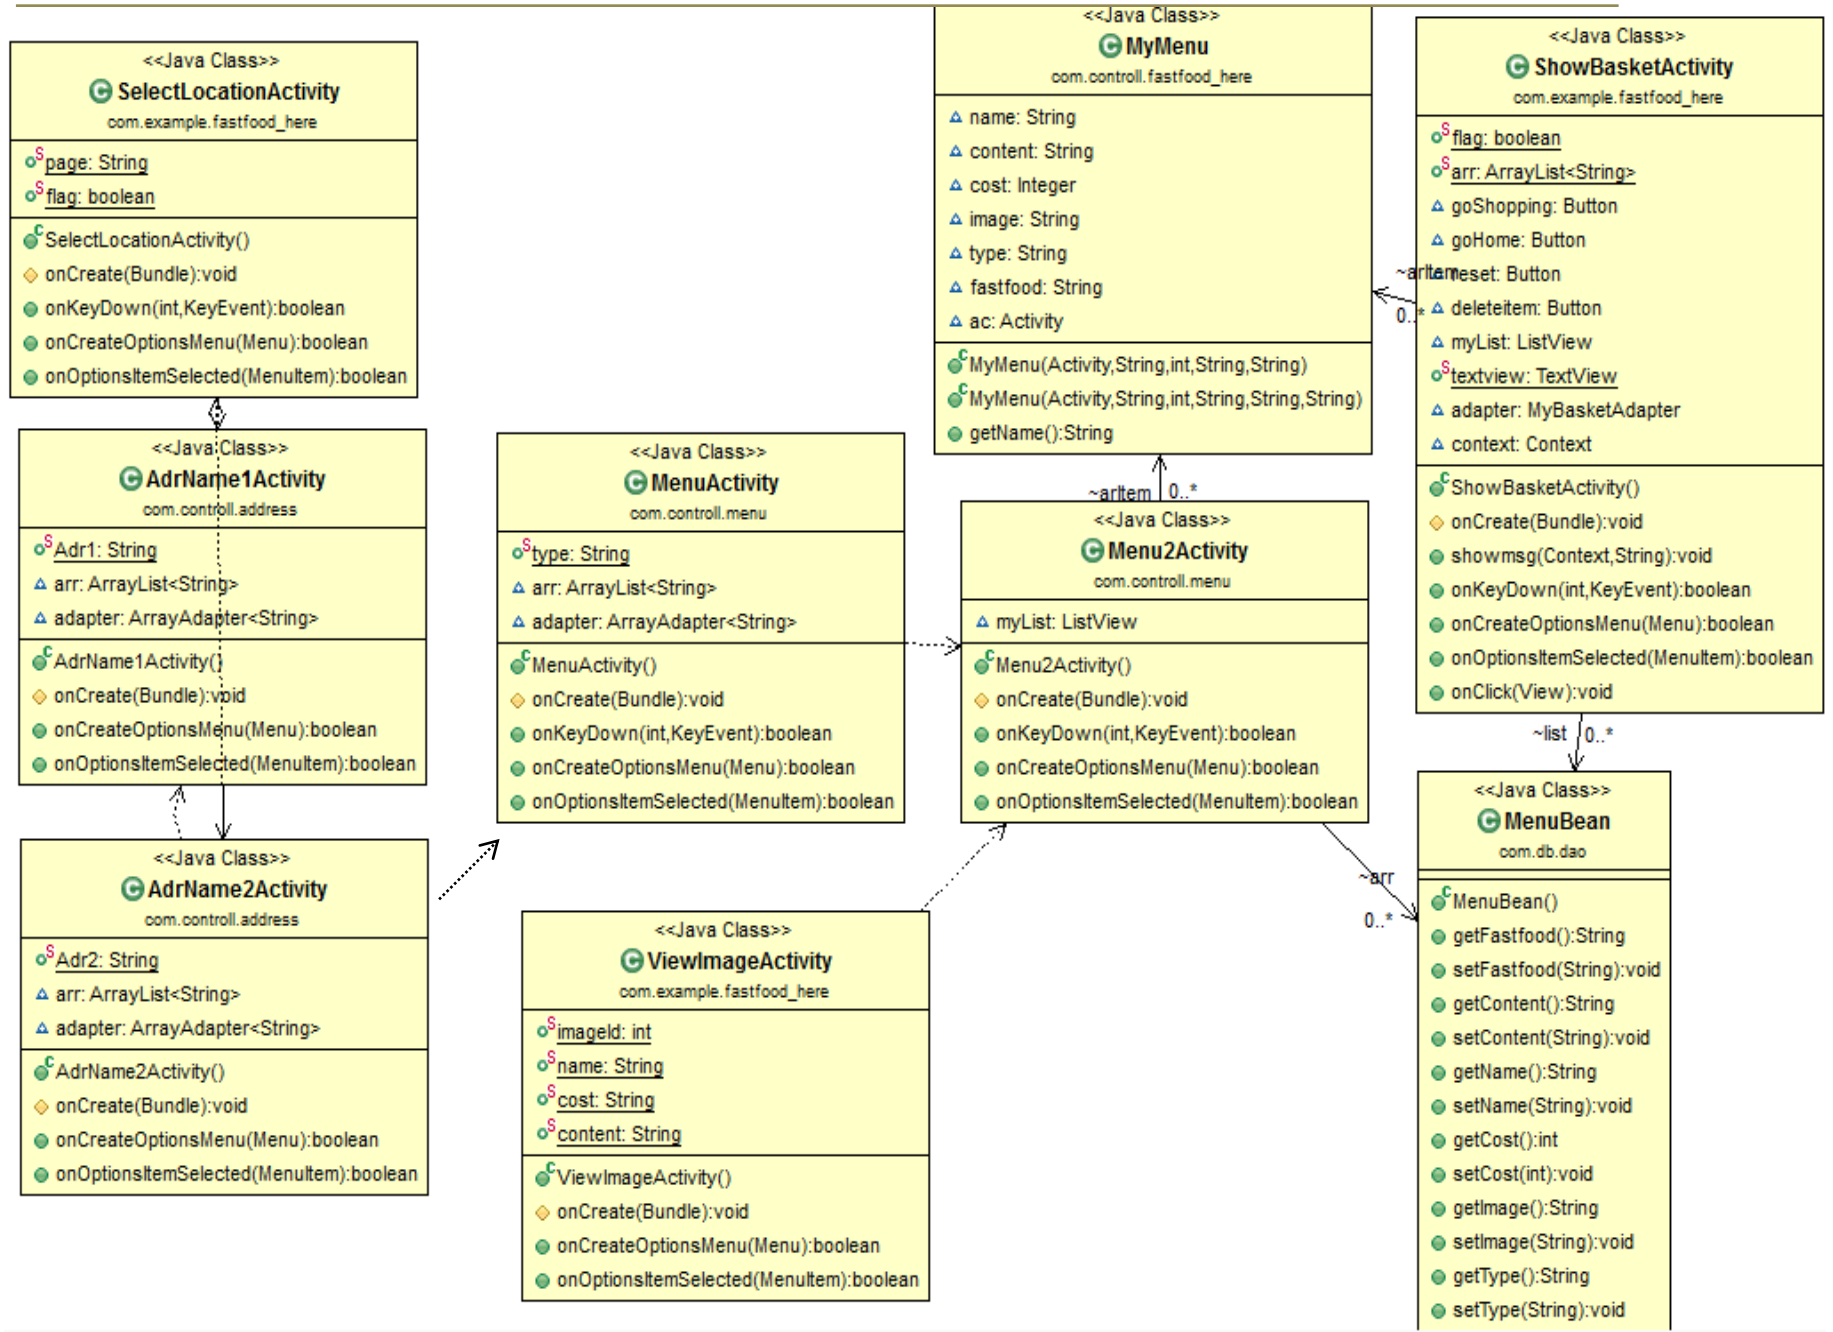 <<Java Class>>
SelectLocationActivity
com.example.fastfood_here
page: String
flag: boolean
SelectLocationActivity()
onCreate(Bundle):void
onKeyDown(int,KeyEvent):boolean
onCreateOptionsMenu(Menu):boolean
onOptionsItemSelected(MenuItem):boolean
<<Java Class>>
AdrName1Activity
com.controll.address
Adr1: String
arr: ArrayList<String>
adapter: ArrayAdapter<String>
AdrName1Activity()
onCreate(Bundle):void
onCreateOptionsMenu(Menu):boolean
onOptionsItemSelected(MenuItem):boolean
<<Java Class>>
AdrName2Activity
com.controll.address
Adr2: String
arr: ArrayList<String>
adapter: ArrayAdapter<String>
AdrName2Activity()
onCreate(Bundle):void
onCreateOptionsMenu(Menu):boolean
onOptionsItemSelected(MenuItem):boolean
<<Java Class>>
MenuActivity
com.controll.menu
type: String
arr: ArrayList<String>
adapter: ArrayAdapter<String>
MenuActivity()
onCreate(Bundle):void
onKeyDown(int,KeyEvent):boolean
onCreateOptionsMenu(Menu):boolean
onOptionsItemSelected(MenuItem):boolean
<<Java Class>>
ViewImageActivity
com.example.fastfood_here
imageId: int
name: String
cost: String
content: String
ViewImageActivity()
onCreate(Bundle):void
onCreateOptionsMenu(Menu):boolean
onOptionsItemSelected(MenuItem):boolean
<<Java Class>>
MyMenu
com.controll.fastfood_here
name: String
content: String
cost: Integer
image: String
type: String
fastfood: String
ac: Activity
MyMenu(Activity,String,int,String,String)
MyMenu(Activity,String,int,String,String,String)
getName():String
~arItem 0..*
<<Java Class>>
Menu2Activity
com.controll.menu
myList: ListView
Menu2Activity()
onCreate(Bundle):void
onKeyDown(int,KeyEvent):boolean
onCreateOptionsMenu(Menu):boolean
onOptionsItemSelected(MenuItem):boolean
~arr
0..*
<<Java Class>>
ShowBasketActivity
com.example.fastfood_here
flag: boolean
arr: ArrayList<String>
goShopping: Button
goHome: Button
~arItem
reset: Button
0..*
deleteitem: Button
myList: ListView
textview: TextView
adapter: MyBasketAdapter
context: Context
ShowBasketActivity()
onCreate(Bundle):void
showmsg(Context,String):void
onKeyDown(int,KeyEvent):boolean
onCreateOptionsMenu(Menu):boolean
onOptionsItemSelected(MenuItem):boolean
onClick(View):void
~list 0..*
<<Java Class>>
MenuBean
com.db.dao
MenuBean()
getFastfood():String
setFastfood(String):void
getContent():String
setContent(String):void
getName():String
setName(String):void
getCost():int
setCost(int):void
getImage():String
setImage(String):void
getType():String
setType(String):void